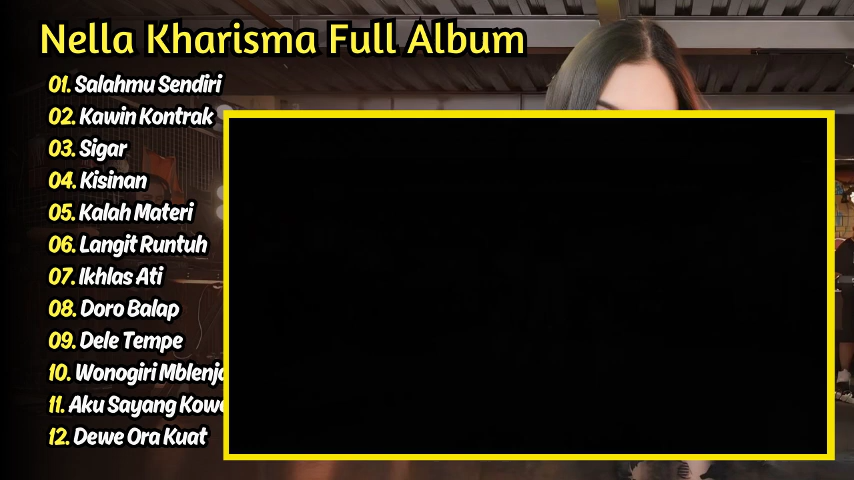 Nella Kharisma Full Album
01. Salahmu Sendiri
02. Kawin Kontrak
03. Sigar
04. Kisinan
05. Kalah Materi
06. Langit Runtuh
07. Ikhlas Ati
08. Doro Balap
09. Dele Tempe
10. Wonogiri
11. Aku Sayang
12. Dewe Ora Kuat